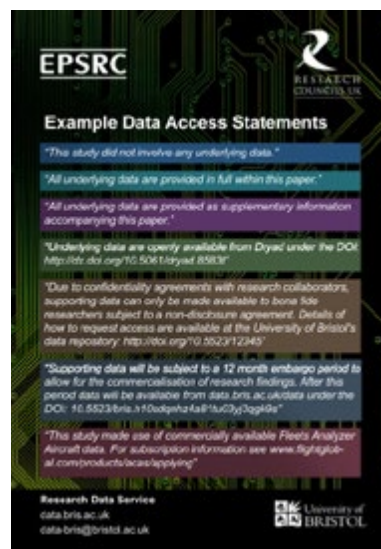 EPSRC
RESEARCH
COUNCILS UK
Example Data Access Statements
"This study did not involve any underlying data."
"All underlying data are provided in full within this paper."
"All underlying data are provided as supplementary information
accompanying this paper."
"Underlying data are openly available from Dryad under the DOI:
"Due to confidentiality agreements with research collaborators,
supporting data can only be made available to bona fide
researchers subject to a non-disclosure agreement. Details of
how to request access are available at the University of Bristol's
data repository: http://doi.org/10.5523/12345"
"Supporting data will be subject to a 12 month embargo period to
allow for the commercialisation of research findings. After this
period data will be available from data.bris.ac.uk/data under the
DOI:
"This study made use of commercially available Fleets Analyzer
Aircraft data. For subscription information see www.flightglob-
al.com/products/acas/applying"
Research Data Service
data.bris.ac.uk
data-bris@bristol.ac.uk
University of
BRISTOL